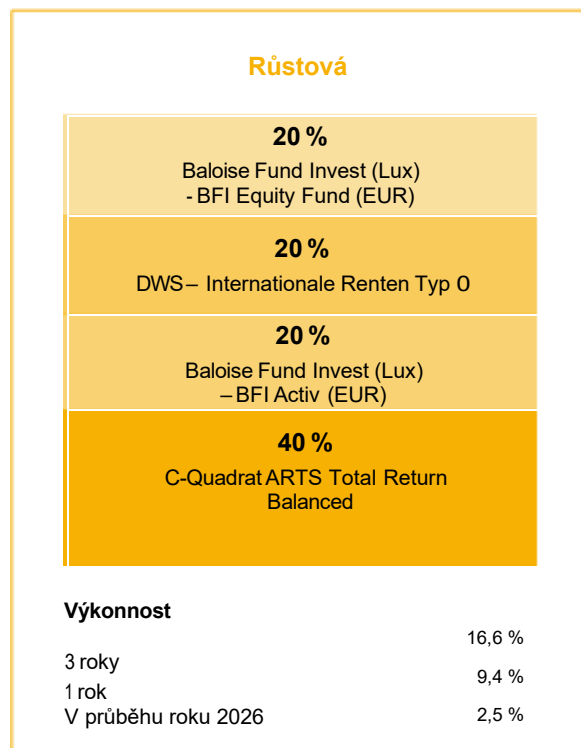 Růstová
20 %
Baloise Fund Invest (Lux)
- BFI Equity Fund (EUR)
20 %
DWS – Internationale Renten Typ O
20 %
Baloise Fund Invest (Lux)
– BFI Activ (EUR)
40 %
C-Quadrat ARTS Total Return
Balanced
Výkonnost
16,6 %
3 roky
9,4 %
1 rok
V průběhu roku 2026 2,5 %